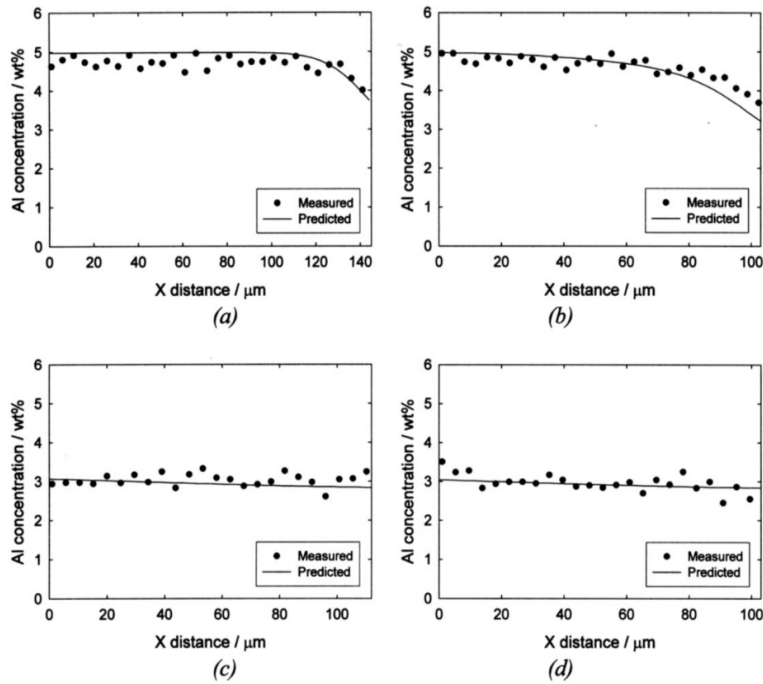 Al concentration / wt%
6
5
4
3
2
1
0
Measured
Predicted
0 20 40 60 80 100 120 140
X distance / μm
(a)
Al concentration / wt%
6
5
4
3
2
1
0
Measured
Predicted
0 20 40 60 80 100
X distance / μm
(b)
Al concentration / wt%
6
5
4
3
2
1
0
Measured
Predicted
0 20 40 60 80 100
X distance / μm
(c)
Al concentration / wt%
6
5
4
3
2
1
0
Measured
Predicted
0 20 40 60 80 100
X distance / μm
(d)